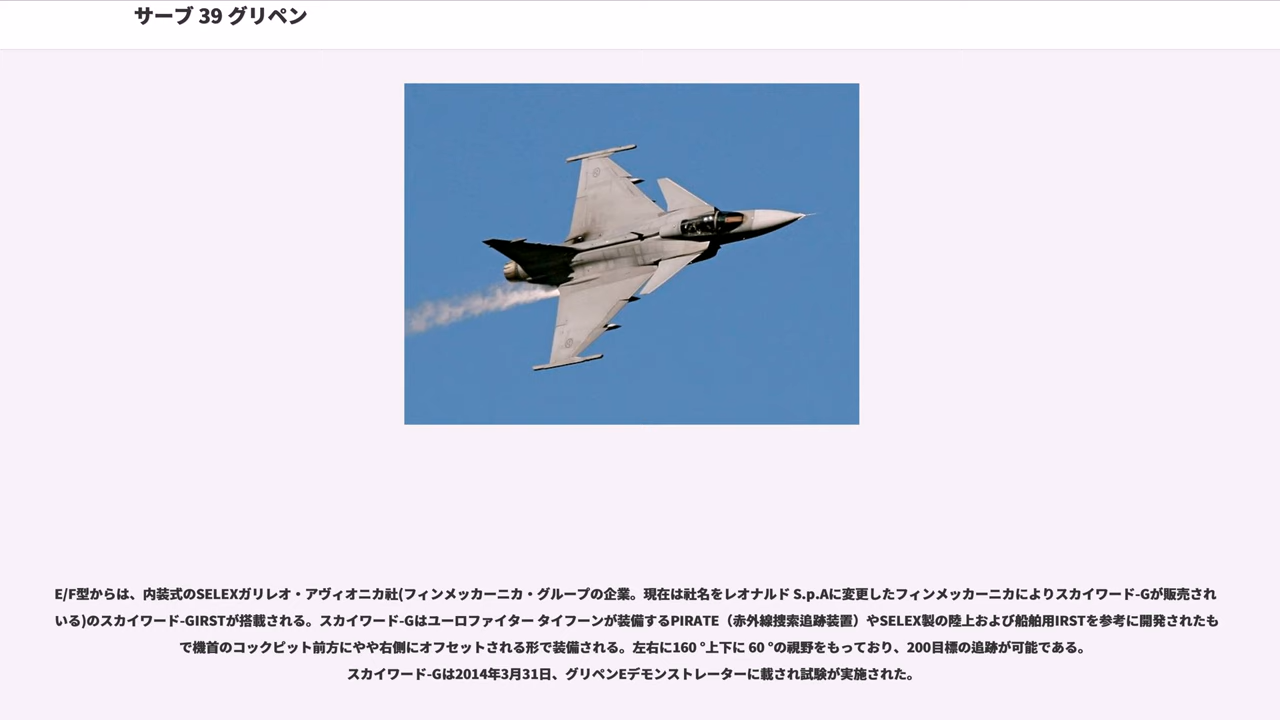 サーブ 39 グリペン
E/F型からは、内装式のSELEXガリレオ・アヴィオニカ社(フィンメッカーニカ・グループの企業。現在は社名をレオナルド S.p.Aに変更したフィンメッカーニカによりスカイワード-Gが販売され
いる)のスカイワード-GIRSTが搭載される。スカイワード-Gはユーロファイター タイフーンが装備するPIRATE（赤外線捜索追跡装置）やSELEX製の陸上および船舶用IRSTを参考に開発されたも
で機首のコックピット前方にやや右側にオフセットされる形で装備される。左右に160 °上下に 60 °の視野をもっており、200目標の追跡が可能である。
スカイワード-Gは2014年3月31日、グリペンEデモンストレーターに載され試験が実施された。